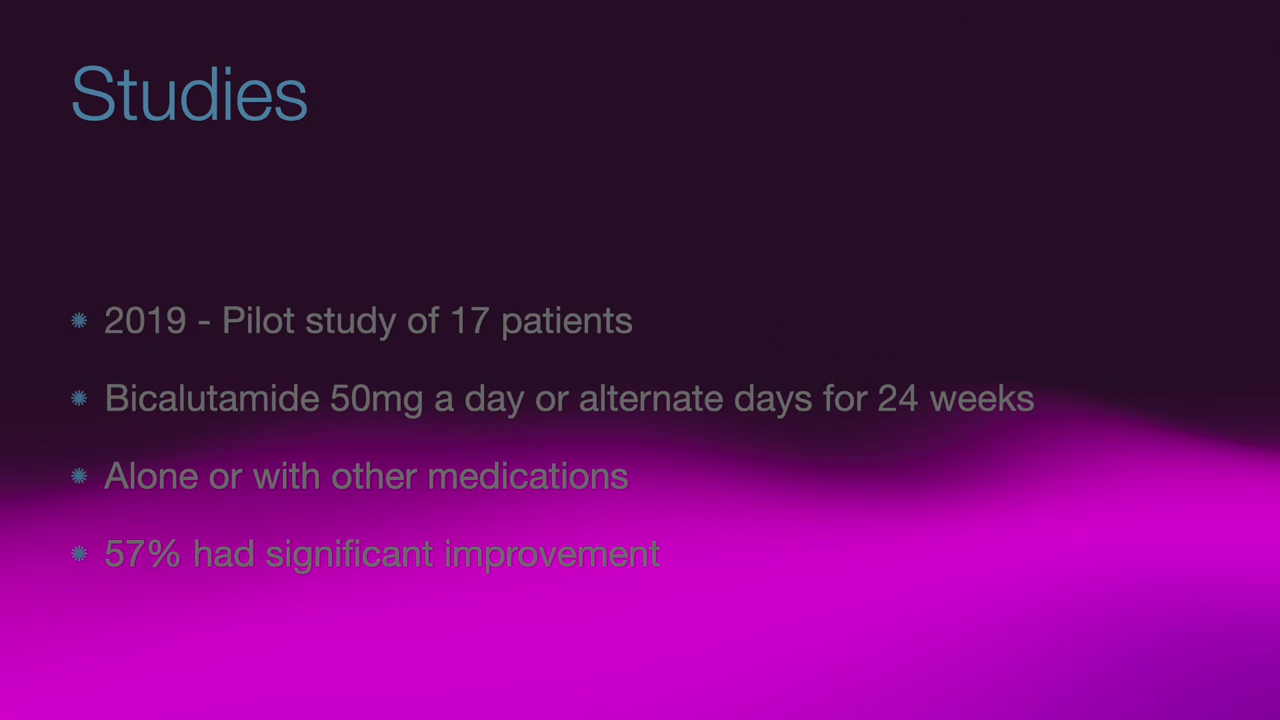 Studies
2019 - Pilot study of 17 patients
Bicalutamide 50mg a day or alternate days for 24 weeks
Alone or with other medications
57% had significant improvement